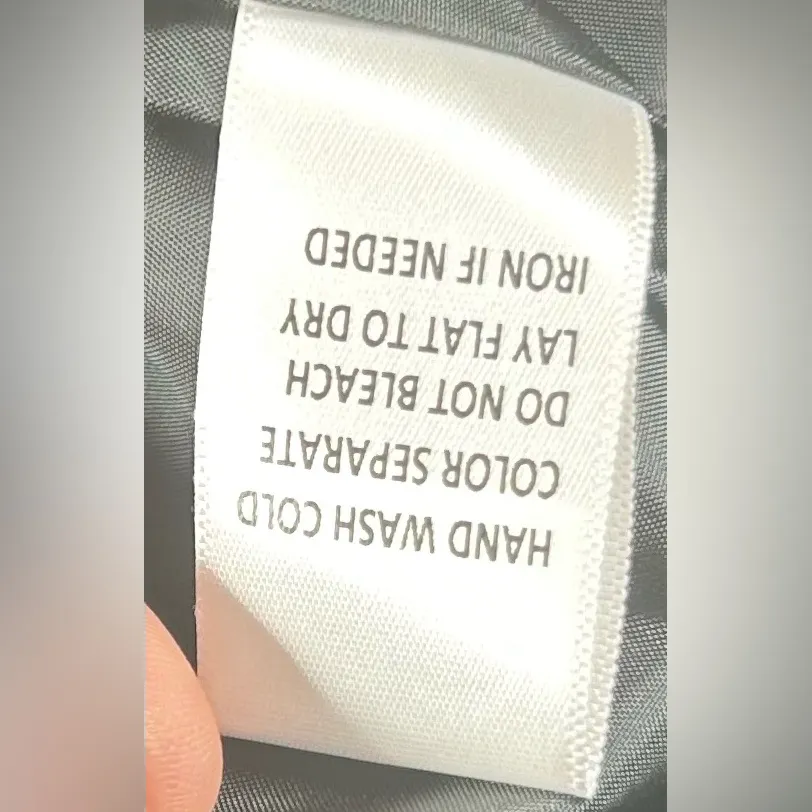 HAND WASH COLD
COLOR SEPARATE
DO NOT BLEACH
LAY FLAT TO DRY
IRON IF NEEDED